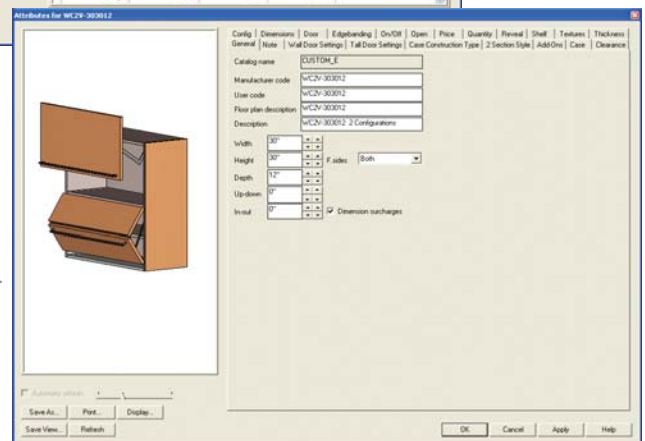 Attributes for WC2V-303012
Config Dimensions Door Edgebanding On/Off Open Price Quantity Reveal Shelf Textures Thickness
General Note Wall Door Settings Tall Door Settings Case Construction Type 2 Section Style Add-Ons Case Clearance
Catalog name CUSTOM_E
Manufacturer code WC2V-303012
User code WC2V-303012
Floor plan description WC2V-303012
Description WC2V-303012 2 Configurations
Width 30"
Height 30" F.sides Both
Depth 12"
Up-down 0"
In-out 0" Dimension surcharges
Automatic refresh
Save As... Print... Display...
Save View... Refresh
OK Cancel Apply Help